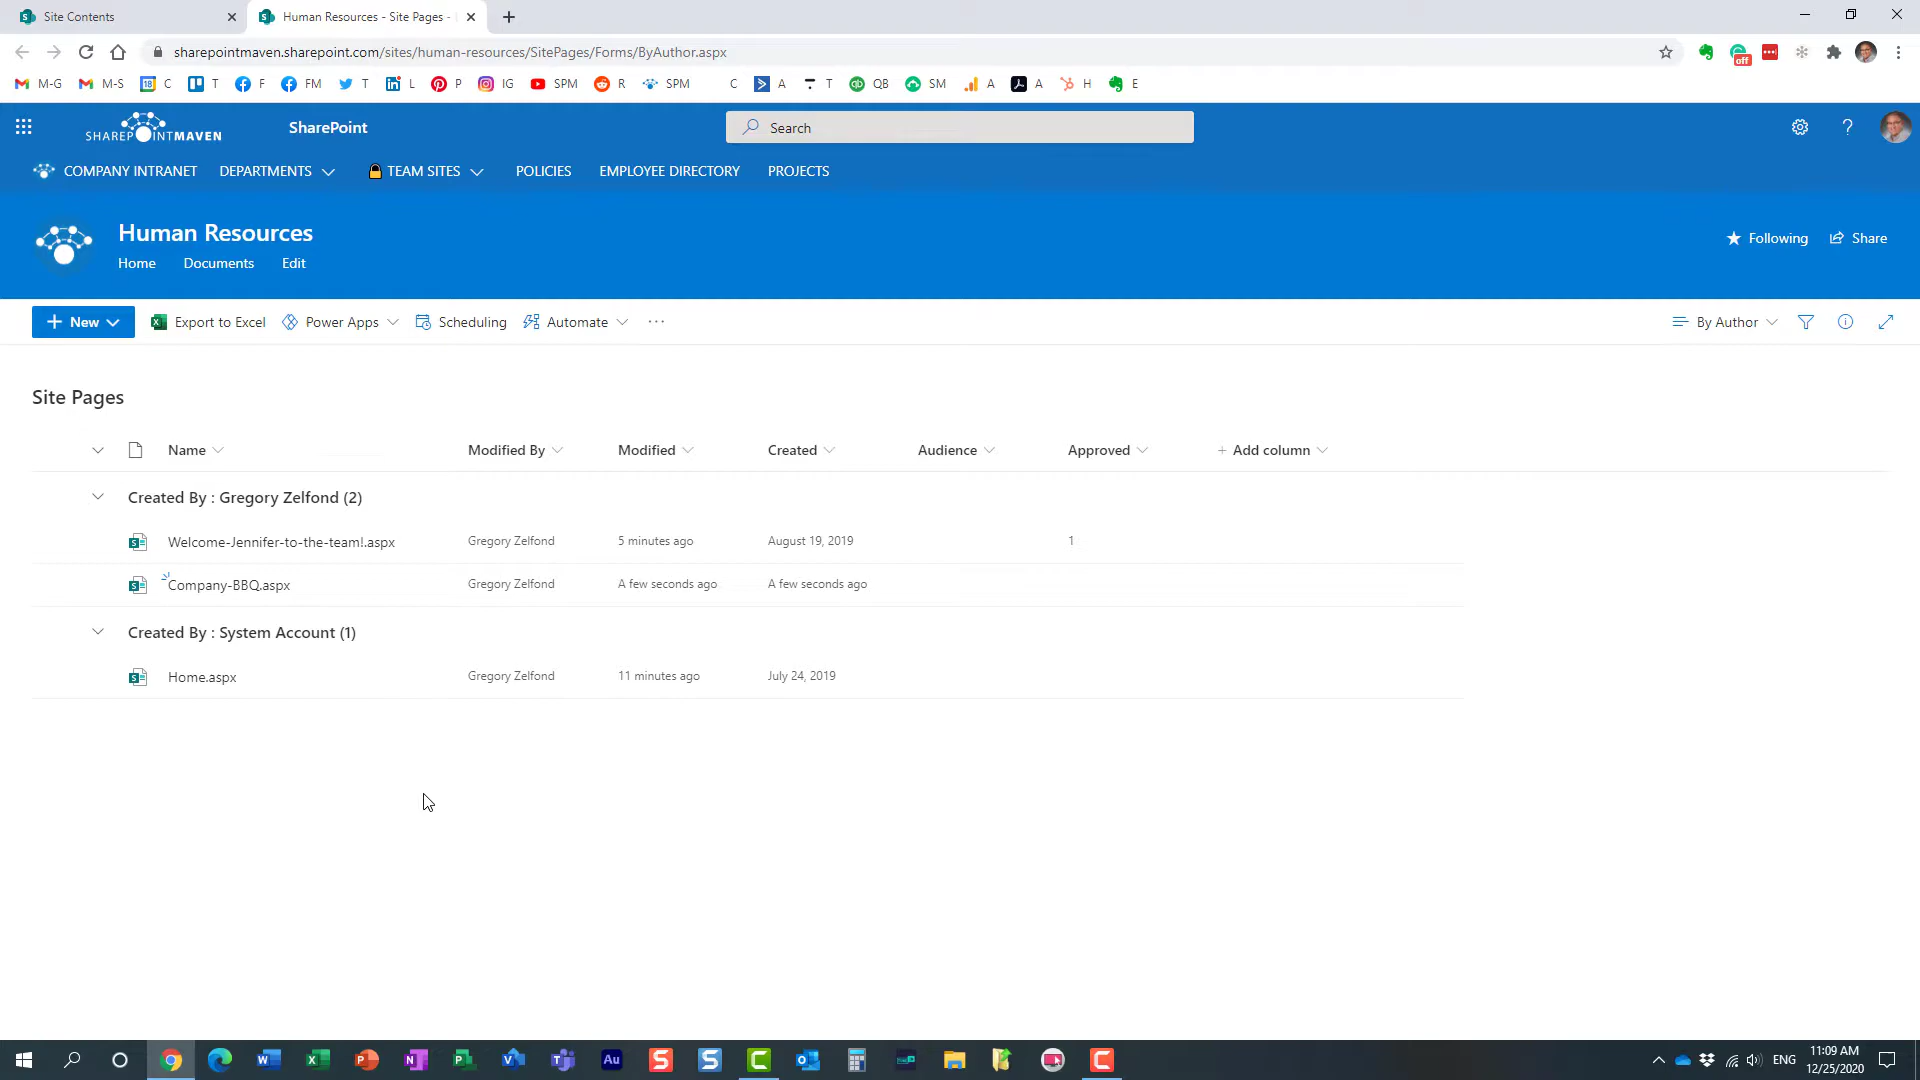 Site Contents
Human Resources - Site Pages -
sharepointmaven.sharepoint.com/sites/human-resources/SitePages/Forms/ByAuthor.aspx
off
M-G M-S 18 C T F FM T L P IG SPM R SPM C A T QB SM A A H E
SHAREPOINTMAVEN SharePoint Search
COMPANY INTRANET DEPARTMENTS TEAM SITES POLICIES EMPLOYEE DIRECTORY PROJECTS
Human Resources
Following Share
Home Documents Edit
+ New Export to Excel Power Apps Scheduling Automate ··· By Author
Site Pages
Name Modified By Modified Created Audience Approved + Add column
Created By : Gregory Zelfond (2)
Welcome-Jennifer-to-the-team!.aspx Gregory Zelfond 5 minutes ago August 19, 2019 1
Company-BBQ.aspx Gregory Zelfond A few seconds ago A few seconds ago
Created By : System Account (1)
Home.aspx Gregory Zelfond 11 minutes ago July 24, 2019
ENG 11:09 AM
12/25/2020